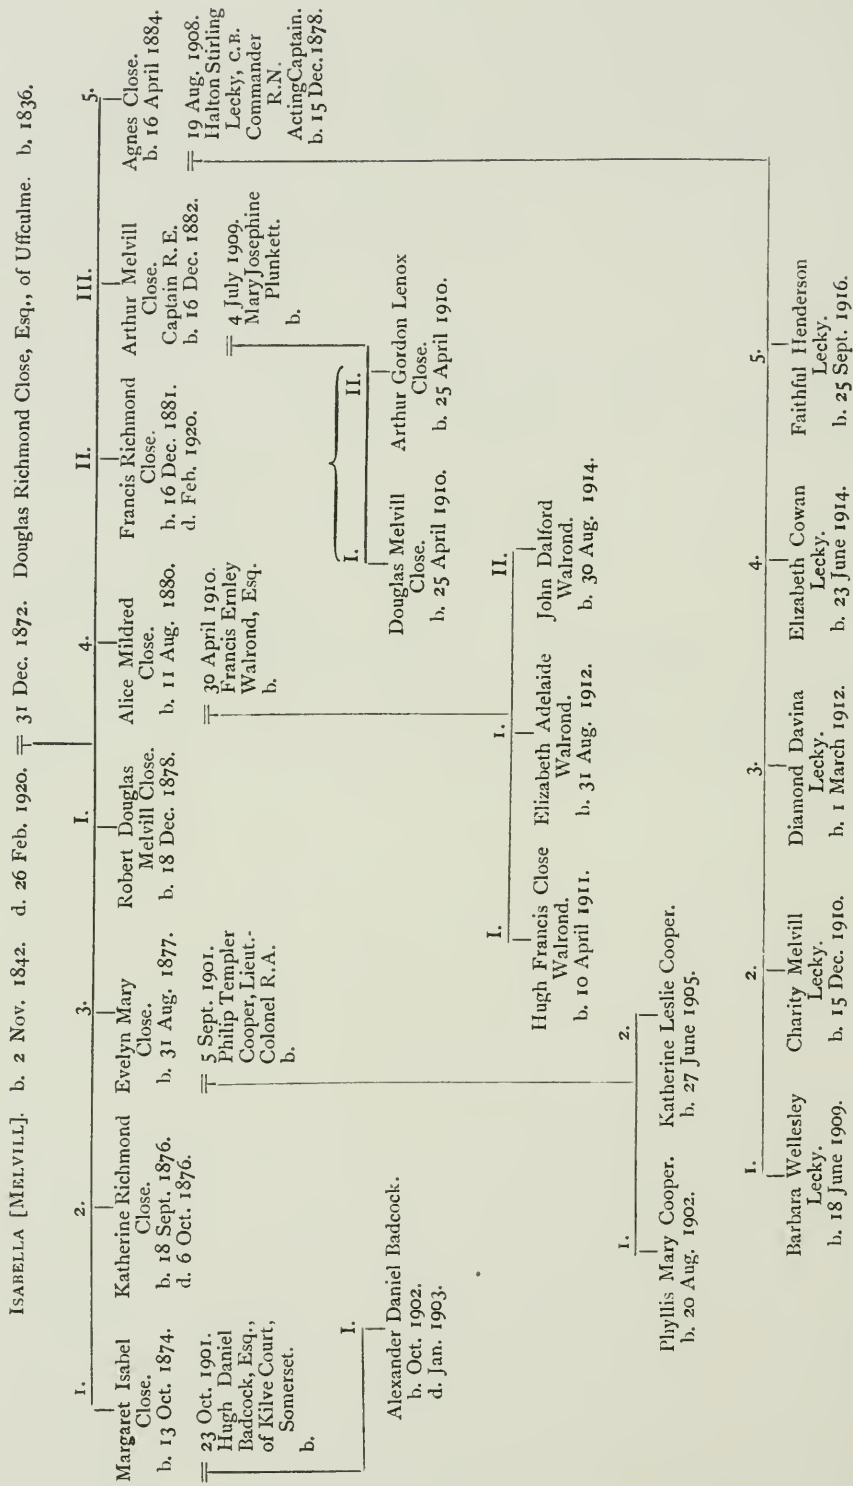 ISABELLA [MELVILL]. b. 2 Nov. 1842. d. 26 Feb. 1920. = 31 Dec. 1872. Douglas Richmond Close, Esq., of Uffculme. b. 1836.
1.
Margaret Isabel
Close.
b. 13 Oct. 1874.
= 23 Oct. 1901.
Hugh Daniel
Badcock, Esq.,
of Kilve Court,
Somerset.
b.
I.
Alexander Daniel Badcock.
b. Oct. 1902.
d. Jan. 1903.
2.
Katherine Richmond
Close.
b. 18 Sept. 1876.
d. 6 Oct. 1876.
3.
Evelyn Mary
Close.
b. 31 Aug. 1877.
= 5 Sept. 1901.
Philip Templer
Cooper, Lieut.-
Colonel R.A.
b.
1.
Phyllis Mary Cooper.
b. 20 Aug. 1902.
2.
Katherine Leslie Cooper.
b. 27 June 1905.
I.
Robert Douglas
Melvill Close.
b. 18 Dec. 1878.
4.
Alice Mildred
Close.
b. 11 Aug. 1880.
= 30 April 1910.
Francis Ernley
Walrond, Esq.
b.
I.
Hugh Francis Close
Walrond.
b. 10 April 1911.
1.
Elizabeth Adelaide
Walrond.
b. 31 Aug. 1912.
II.
John Dalford
Walrond.
b. 30 Aug. 1914.
II.
Francis Richmond
Close.
b. 16 Dec. 1881.
d. Feb. 1920.
III.
Arthur Melvill
Close.
Captain R.E.
b. 16 Dec. 1882.
= 4 July 1909.
Mary Josephine
Plunkett.
b.
I.
Douglas Melvill
Close.
b. 25 April 1910.
II.
Arthur Gordon Lenox
Close.
b. 25 April 1910.
5.
Agnes Close.
b. 16 April 1884.
= 19 Aug. 1908.
Halton Stirling
Lecky, C.B.
Commander
R.N.
Acting Captain.
b. 15 Dec. 1878.
1.
Barbara Wellesley
Lecky.
b. 18 June 1909.
2.
Charity Melvill
Lecky.
b. 15 Dec. 1910.
3.
Diamond Davina
Lecky.
b. 1 March 1912.
4.
Elizabeth Cowan
Lecky.
b. 23 June 1914.
5.
Faithful Henderson
Lecky.
b. 25 Sept. 1916.